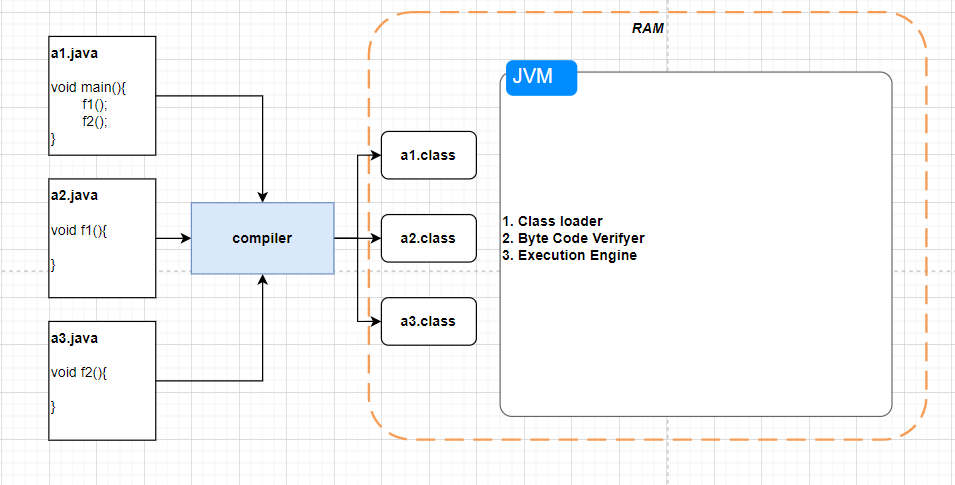 a1.java
void main(){
f1();
f2();
}
a2.java
void f1(){
}
a3.java
void f2(){
}
compiler
RAM
a1.class
a2.class
a3.class
JVM
1. Class loader
2. Byte Code Verifyer
3. Execution Engine